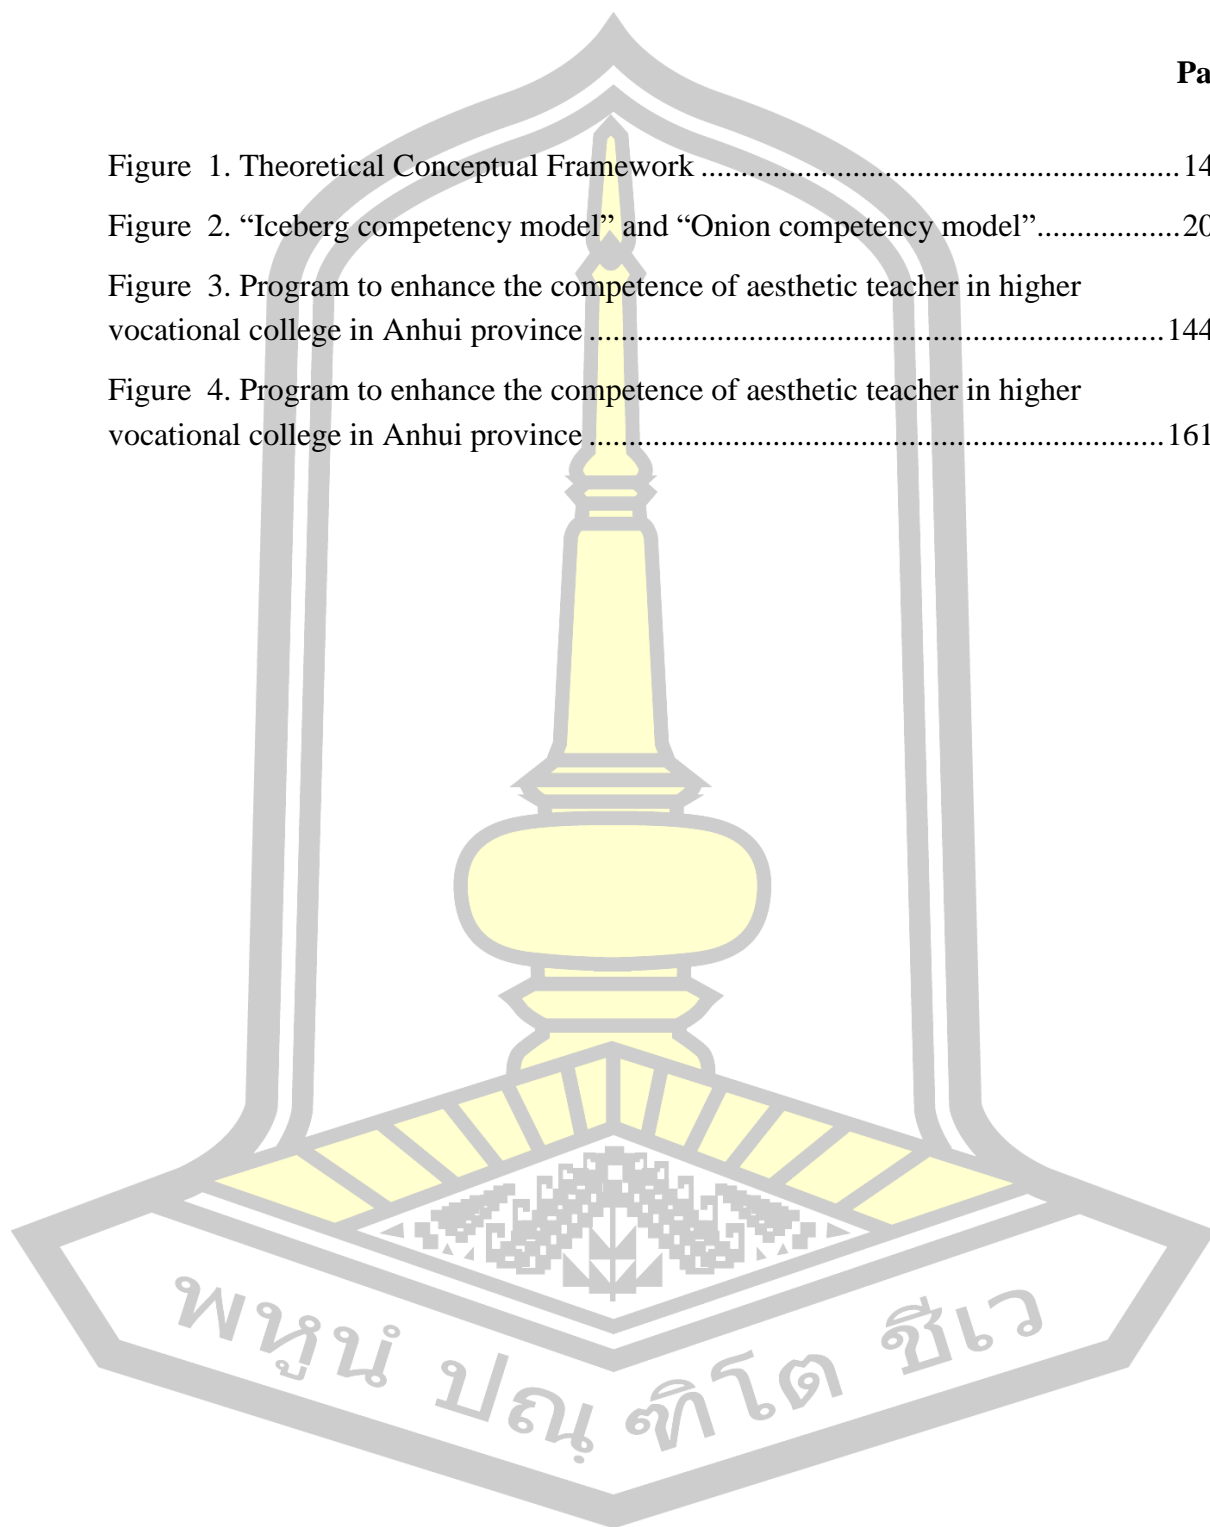 Pa
Figure 1. Theoretical Conceptual Framework ............................................................ 14
Figure 2. “Iceberg competency model” and “Onion competency model” .................. 20
Figure 3. Program to enhance the competence of aesthetic teacher in higher
vocational college in Anhui province ........................................................................ 144
Figure 4. Program to enhance the competence of aesthetic teacher in higher
vocational college in Anhui province ........................................................................ 161
พหูนํ ปณฺฑิโต ชีเว